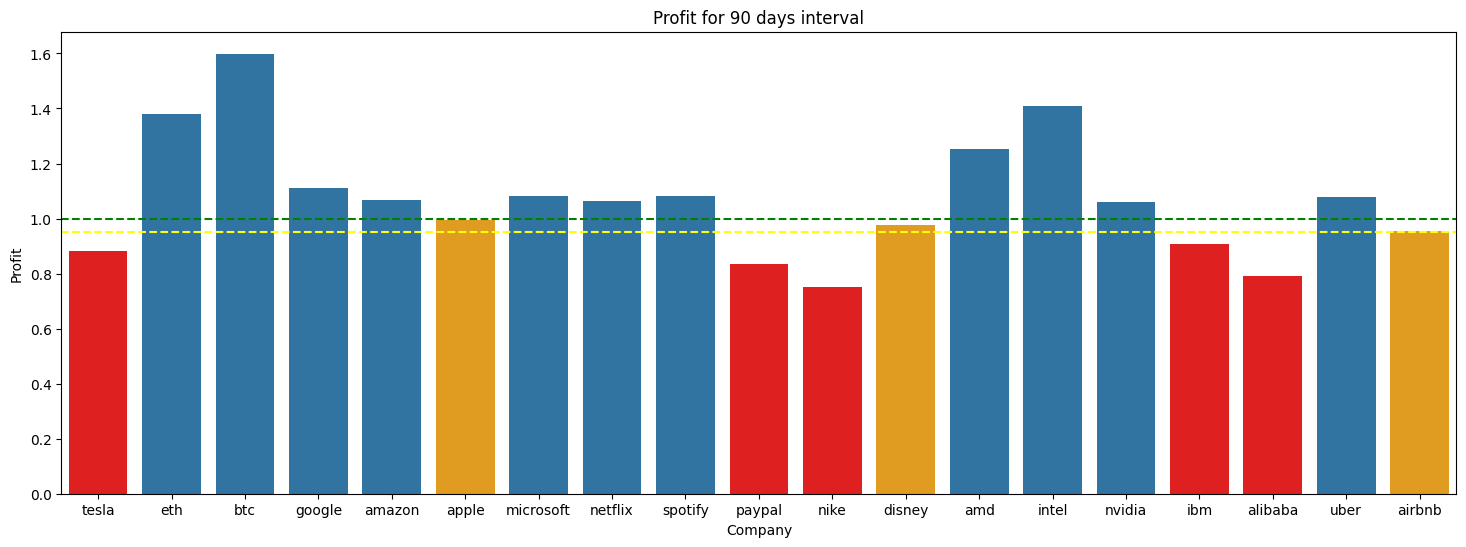 Profit for 90 days interval
Profit
1.6
1.4
1.2
1.0
0.8
0.6
0.4
0.2
0.0
tesla eth btc google amazon apple microsoft netflix spotify paypal nike disney amd intel nvidia ibm alibaba uber airbnb
Company